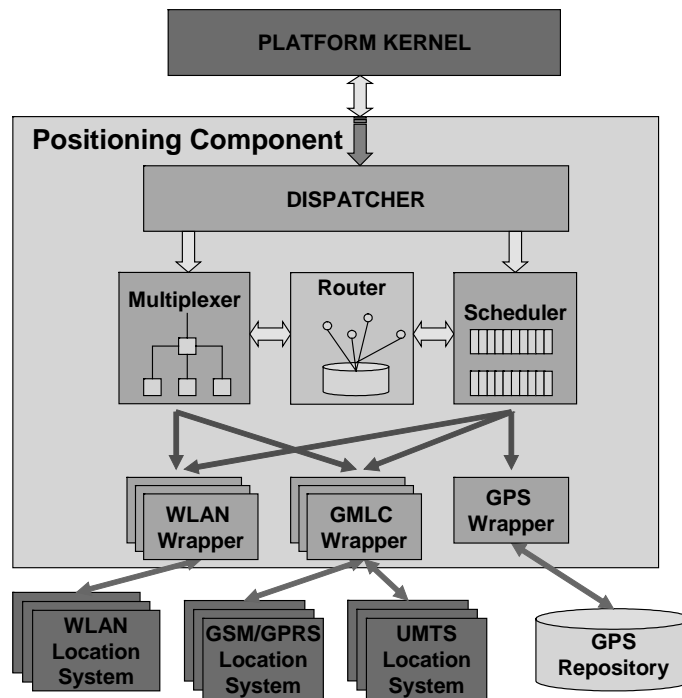 PLATFORM KERNEL
Positioning Component
DISPATCHER
Multiplexer
Router
Scheduler
WLAN
Wrapper
GMLC
Wrapper
GPS
Wrapper
WLAN
Location
System
GSM/GPRS
Location
System
UMTS
Location
System
GPS
Repository